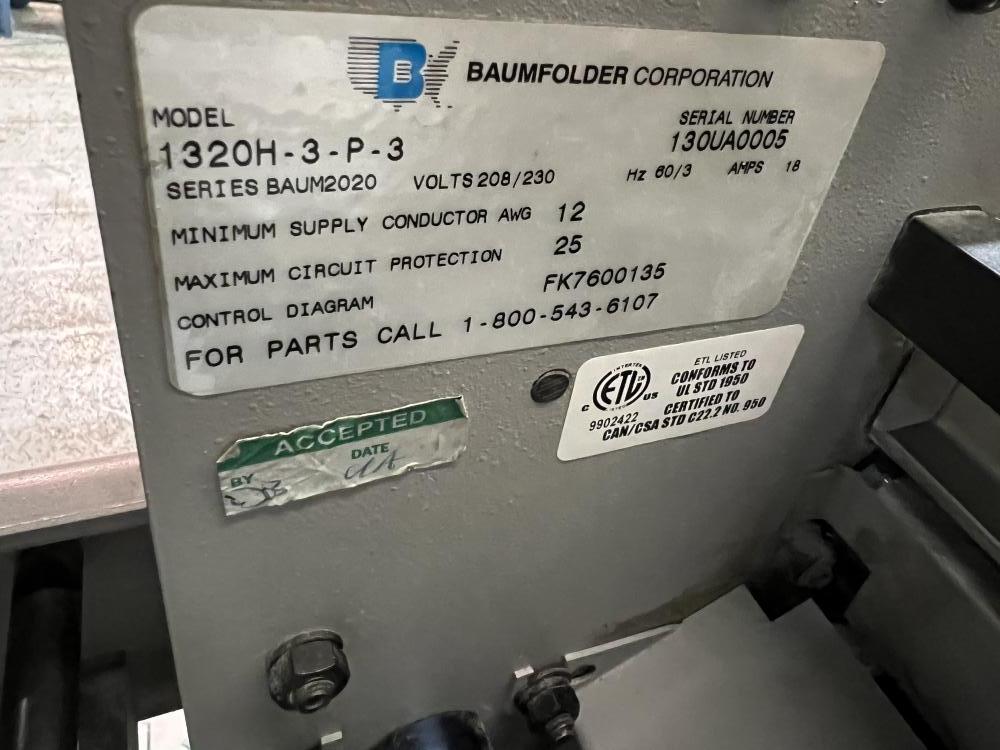 B
BAUMFOLDER CORPORATION
MODEL
1320H-3-P-3
SERIAL NUMBER
130UA0005
SERIES BAUM2020 VOLTS 208/230 Hz 60/3 AMPS 18
MINIMUM SUPPLY CONDUCTOR AWG 12
MAXIMUM CIRCUIT PROTECTION 25
CONTROL DIAGRAM FK7600135
FOR PARTS CALL 1-800-543-6107
ACCEPTED
BY
DATE
INTERTEK
C ETL US
9902422
ETL LISTED
CONFORMS TO
UL STD 1950
CERTIFIED TO
CAN/CSA STD C22.2 NO. 950